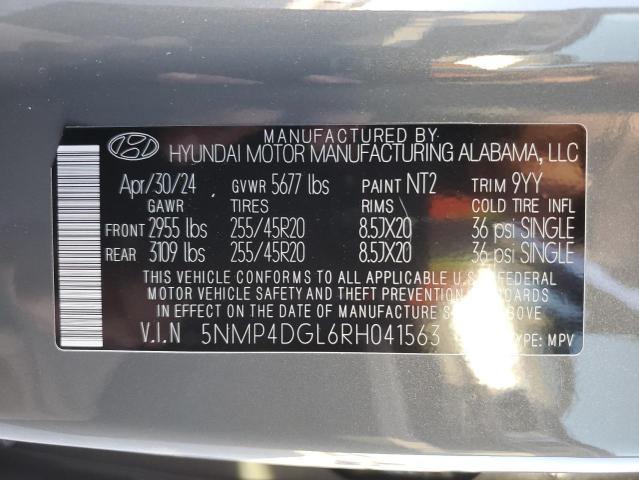 MANUFACTURED BY
HYUNDAI MOTOR MANUFACTURING ALABAMA, LLC
Apr/30/24 GVWR 5677 lbs PAINT NT2 TRIM 9YY
GAWR TIRES RIMS COLD TIRE INFL
FRONT 2955 lbs 255/45R20 8.5JX20 36 psi SINGLE
REAR 3109 lbs 255/45R20 8.5JX20 36 psi SINGLE
THIS VEHICLE CONFORMS TO ALL APPLICABLE U.S. FEDERAL
MOTOR VEHICLE SAFETY AND THEFT PREVENTION STANDARDS
IN EFFECT ON THE DATE OF MANUFACTURE SHOWN ABOVE
V.I.N 5NMP4DGL6RH041563 TYPE: MPV